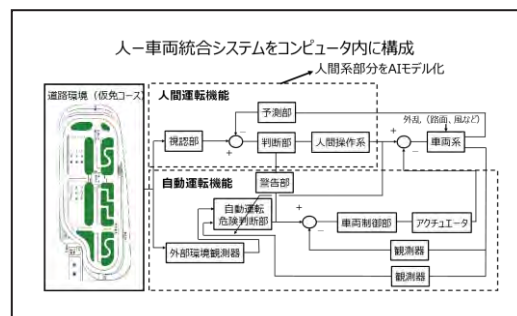 人ー車両統合システムをコンピュータ内に構成
人間系部分をAIモデル化
道路環境（仮免コース）
人間運転機能
予測部
外乱（路面、風など）
視認部
判断部
人間操作系
車両系
自動運転機能
警告部
自動運転
危険判断部
車両制御部
アクチュエータ
外部環境観測器
観測器
観測器